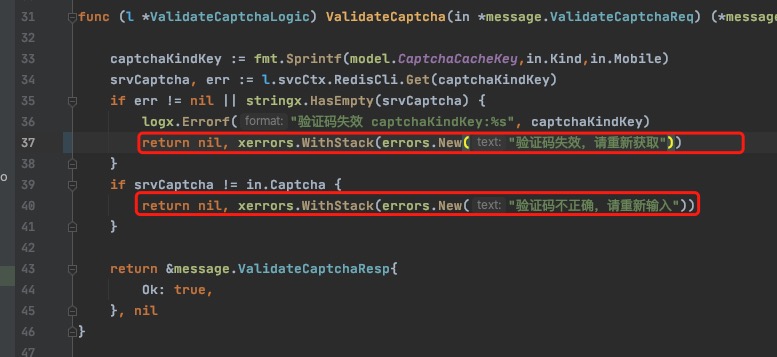 31 func (l *ValidateCaptchaLogic) ValidateCaptcha(in *message.ValidateCaptchaReq) (*message
32
33 captchaKindKey := fmt.Sprintf(model.CaptchaCacheKey,in.Kind,in.Mobile)
34 srvCaptcha, err := l.svcCtx.RedisCli.Get(captchaKindKey)
35 if err != nil || stringx.HasEmpty(srvCaptcha) {
36 logx.Errorf( format: "验证码失效 captchaKindKey:%s", captchaKindKey)
37 return nil, xerrors.WithStack(errors.New( text: "验证码失效，请重新获取"))
38 }
39 if srvCaptcha != in.Captcha {
40 return nil, xerrors.WithStack(errors.New( text: "验证码不正确，请重新输入"))
41 }
42
43 return &message.ValidateCaptchaResp{
44 Ok: true,
45 }, nil
46 }
47